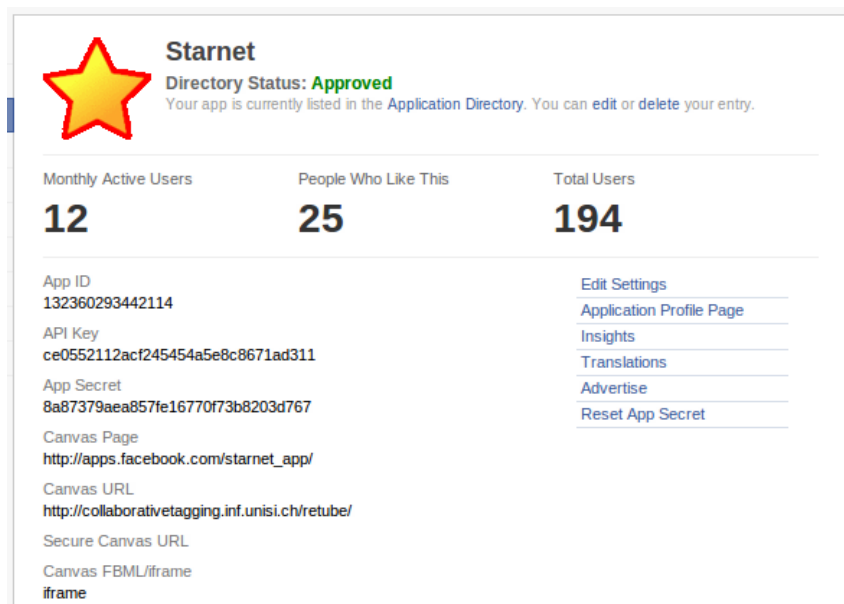 Starnet
Directory Status: Approved
Your app is currently listed in the Application Directory. You can edit or delete your entry.
Monthly Active Users People Who Like This Total Users
12 25 194
App ID
132360293442114
API Key
ce0552112acf245454a5e8c8671ad311
App Secret
8a87379aea857fe16770f73b8203d767
Canvas Page
http://apps.facebook.com/starnet_app/
Canvas URL
http://collaborativetagging.inf.unisi.ch/retube/
Secure Canvas URL
Canvas FBML/iframe
iframe
Edit Settings
Application Profile Page
Insights
Translations
Advertise
Reset App Secret